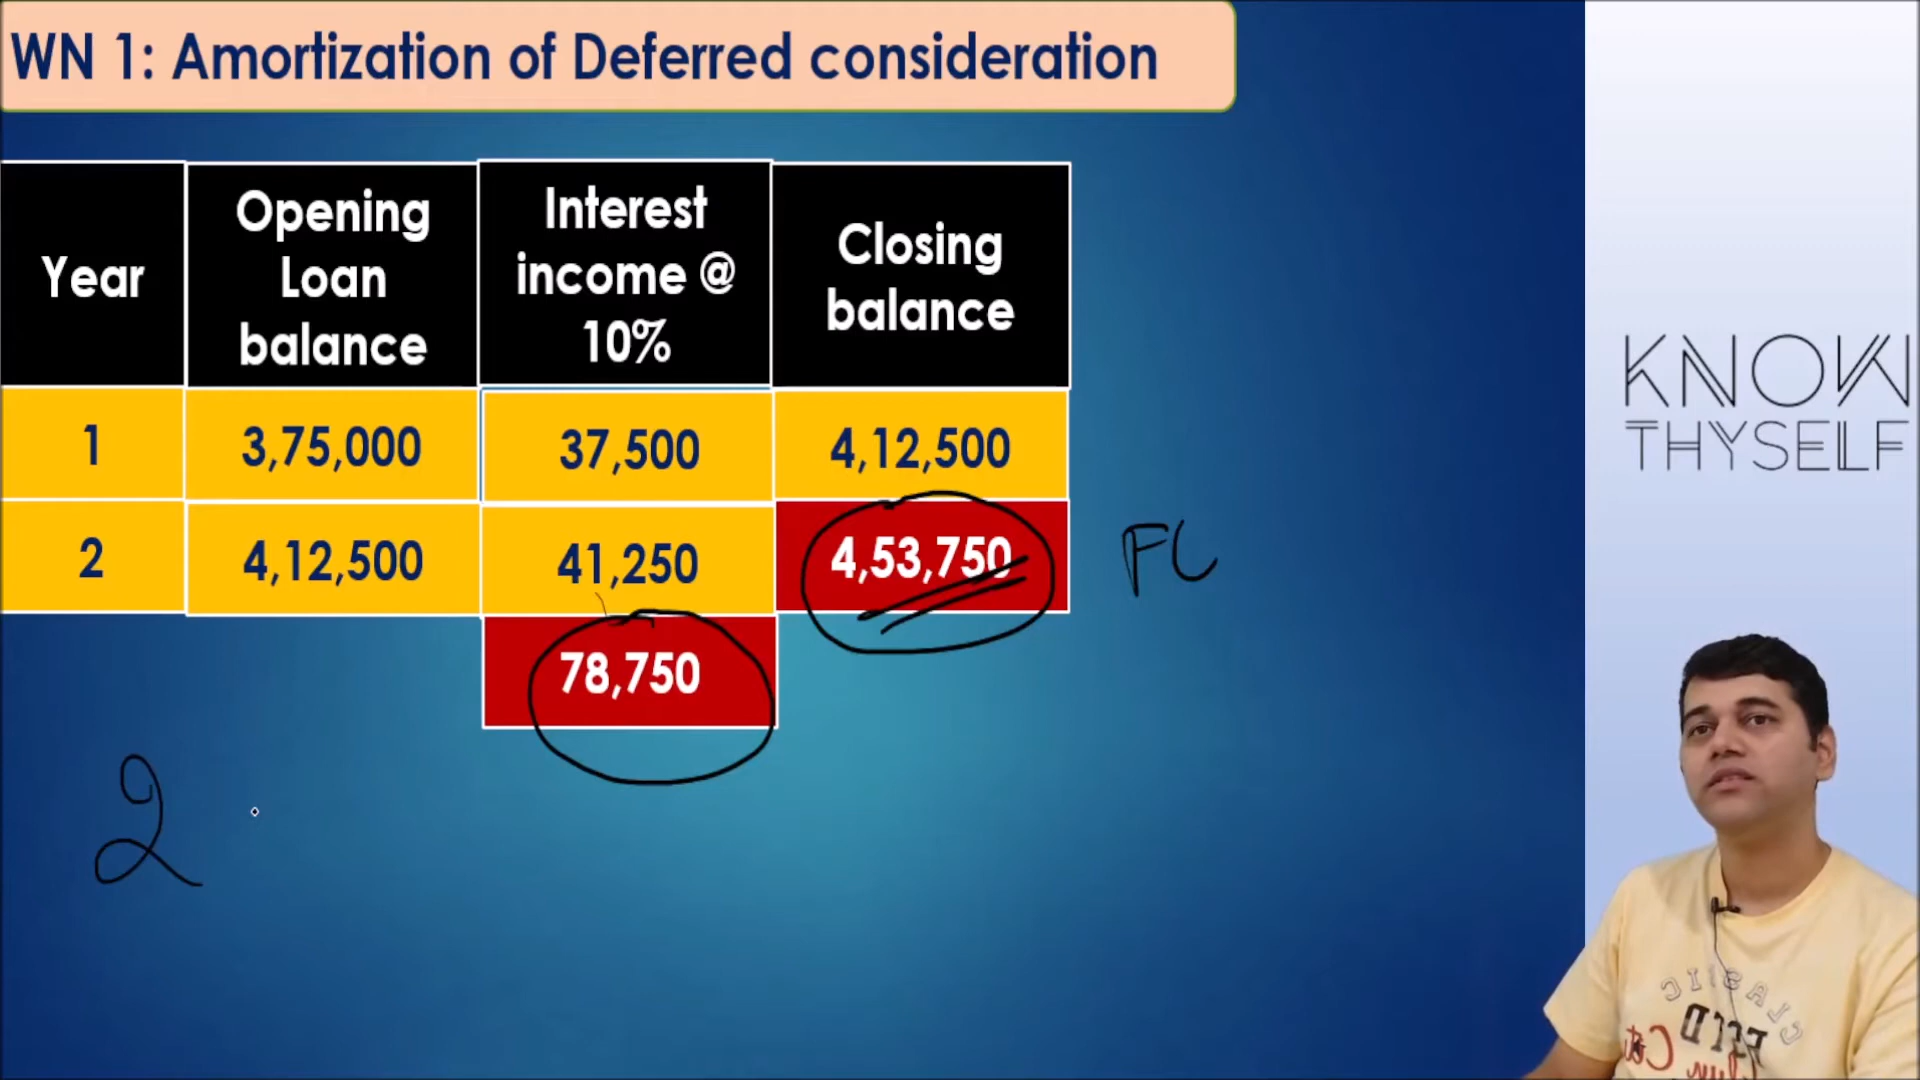 WN 1: Amortization of Deferred consideration
Year
Opening
Loan
balance
Interest
income @
10%
Closing
balance
1
3,75,000
37,500
4,12,500
2
4,12,500
41,250
4,53,750
78,750
FC
2
KNOW
THYSELF
CLASSIC